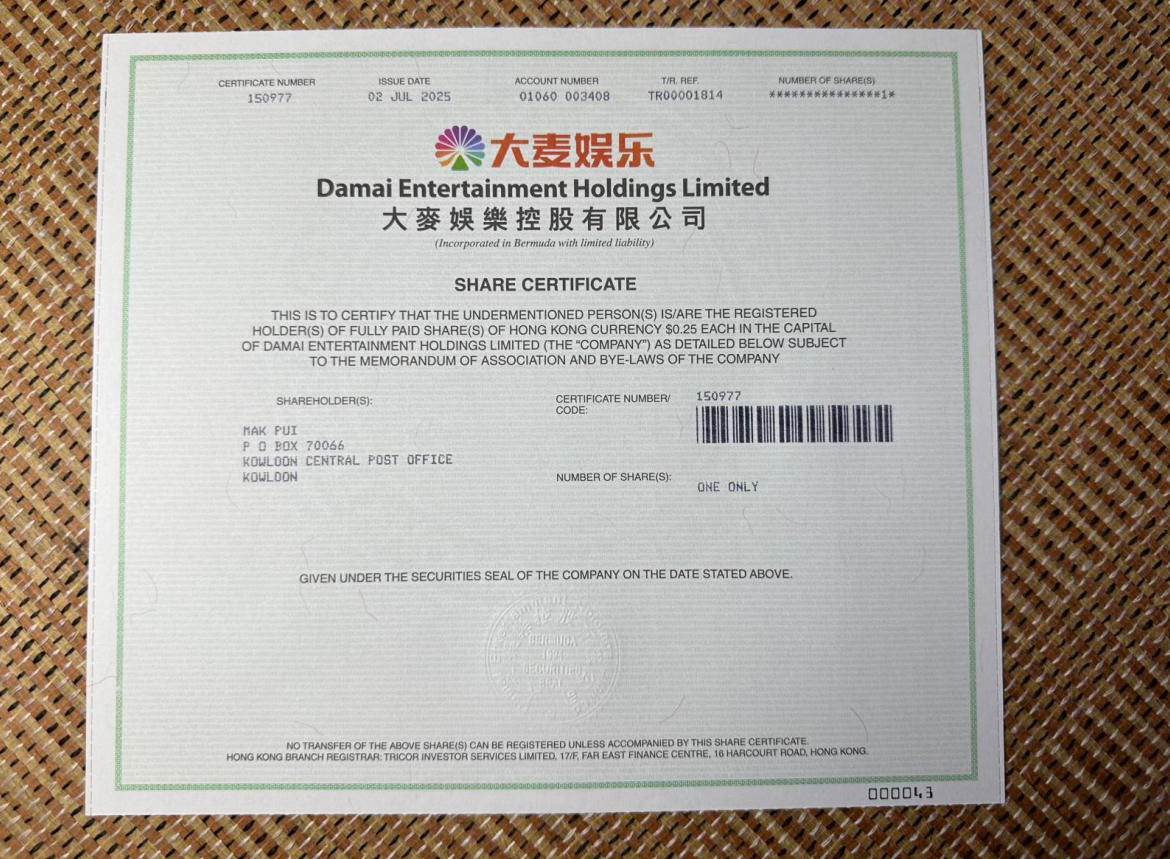 CERTIFICATE NUMBER ISSUE DATE ACCOUNT NUMBER T/R. REF. NUMBER OF SHARE(S)
150977 02 JUL 2025 01060 003408 TR00001814 ***************1*
大麦娱乐
Damai Entertainment Holdings Limited
大麥娛樂控股有限公司
(Incorporated in Bermuda with limited liability)
SHARE CERTIFICATE
THIS IS TO CERTIFY THAT THE UNDERMENTIONED PERSON(S) IS/ARE THE REGISTERED
HOLDER(S) OF FULLY PAID SHARE(S) OF HONG KONG CURRENCY $0.25 EACH IN THE CAPITAL
OF DAMAI ENTERTAINMENT HOLDINGS LIMITED (THE “COMPANY”) AS DETAILED BELOW SUBJECT
TO THE MEMORANDUM OF ASSOCIATION AND BYE-LAWS OF THE COMPANY
SHAREHOLDER(S):
MAK PUI
P O BOX 70066
KOWLOON CENTRAL POST OFFICE
KOWLOON
CERTIFICATE NUMBER/ 150977
CODE:
NUMBER OF SHARE(S):
ONE ONLY
GIVEN UNDER THE SECURITIES SEAL OF THE COMPANY ON THE DATE STATED ABOVE.
BERMUDA
SECURITIES
SEAL
NO TRANSFER OF THE ABOVE SHARE(S) CAN BE REGISTERED UNLESS ACCOMPANIED BY THIS SHARE CERTIFICATE.
HONG KONG BRANCH REGISTRAR: TRICOR INVESTOR SERVICES LIMITED, 17/F, FAR EAST FINANCE CENTRE, 16 HARCOURT ROAD, HONG KONG.
000043